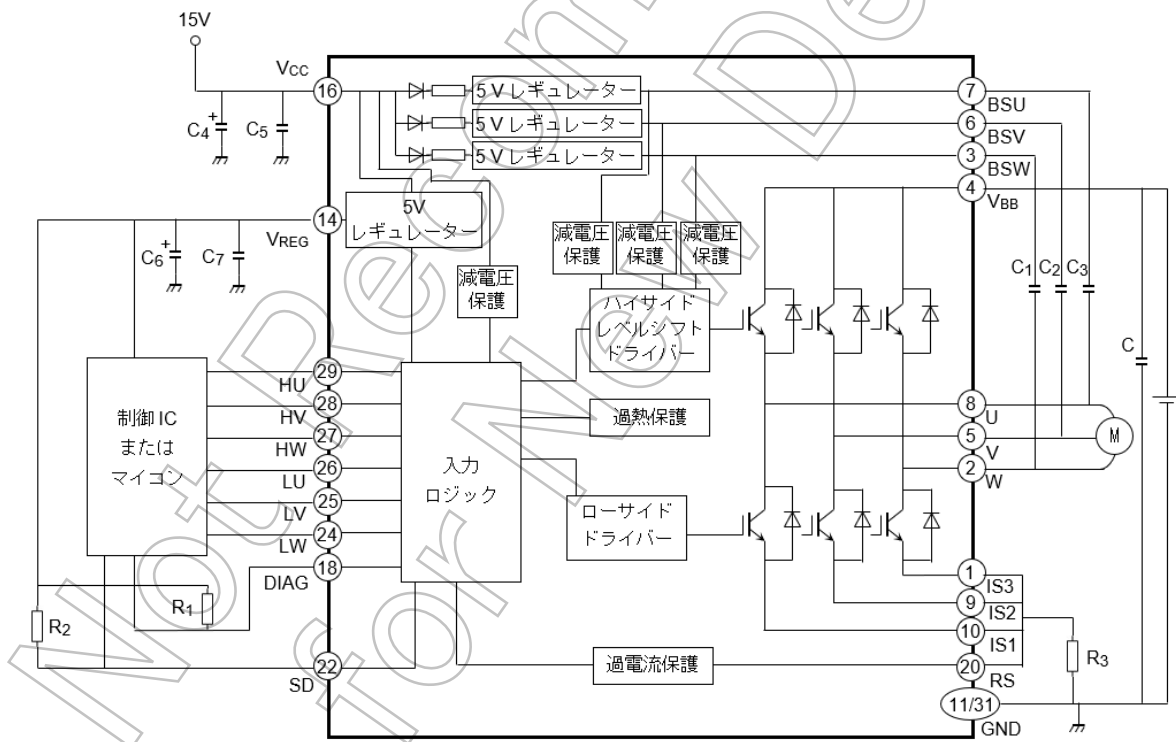 15V
VCC
16
C4
+
C5
5Vレギュレーター
5Vレギュレーター
5Vレギュレーター
7
BSU
6
BSV
3
BSW
4
VBB
14
VREG
5V
レギュレーター
C6
+
C7
減電圧
保護
減電圧
保護
減電圧
保護
減電圧
保護
ハイサイド
レベルシフト
ドライバー
C1
C2
C3
C
制御IC
または
マイコン
29
HU
28
HV
27
HW
26
LU
25
LV
24
LW
18
DIAG
入力
ロジック
過熱保護
ローサイド
ドライバー
8
U
5
V
2
W
M
1
IS3
9
IS2
10
IS1
R1
R2
22
SD
過電流保護
20
RS
R3
11/31
GND
Not Recom
for New De